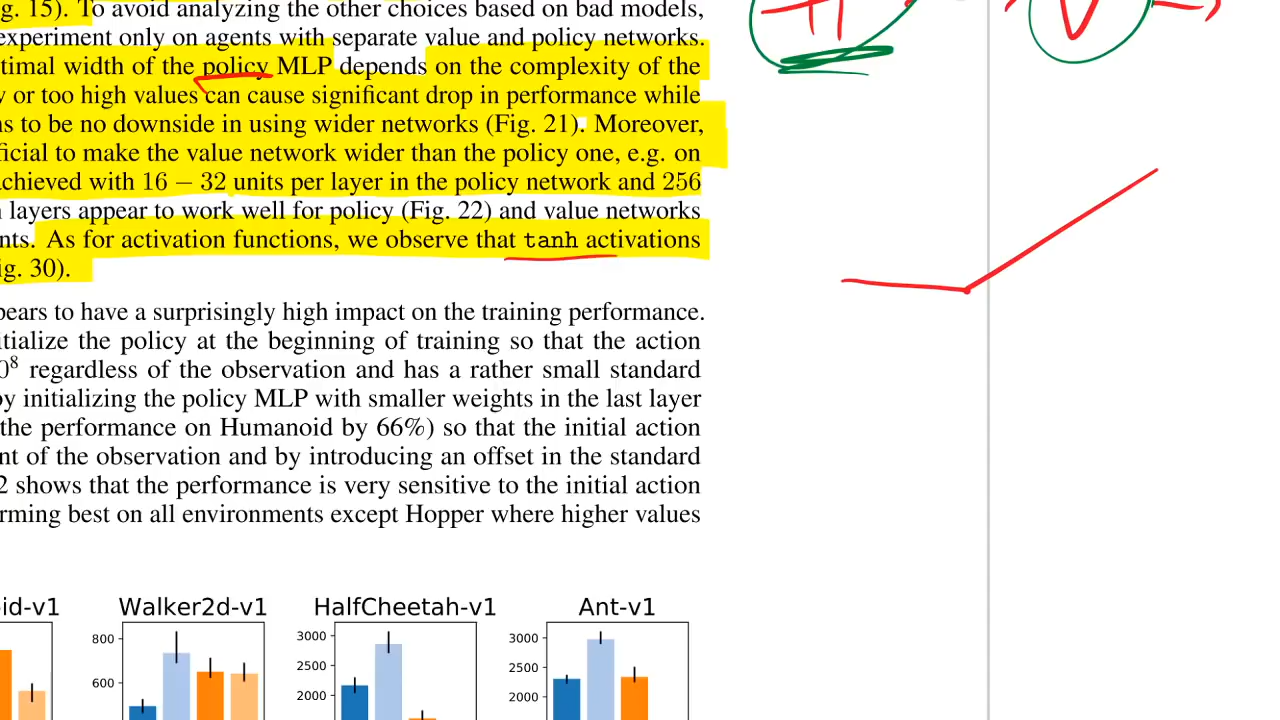 g. 15). To avoid analyzing the other choices based on bad models,
experiment only on agents with separate value and policy networks.
timal width of the policy MLP depends on the complexity of the
or too high values can cause significant drop in performance while
ns to be no downside in using wider networks (Fig. 21). Moreover,
ficial to make the value network wider than the policy one, e.g. on
achieved with 16 − 32 units per layer in the policy network and 256
layers appear to work well for policy (Fig. 22) and value networks
nts. As for activation functions, we observe that tanh activations
ig. 30).
pears to have a surprisingly high impact on the training performance.
itialize the policy at the beginning of training so that the action
0⁸ regardless of the observation and has a rather small standard
by initializing the policy MLP with smaller weights in the last layer
the performance on Humanoid by 66%) so that the initial action
nt of the observation and by introducing an offset in the standard
2 shows that the performance is very sensitive to the initial action
rming best on all environments except Hopper where higher values
id-v1 Walker2d-v1 HalfCheetah-v1 Ant-v1
800 3000 3000
600 2500 2500
2000 2000